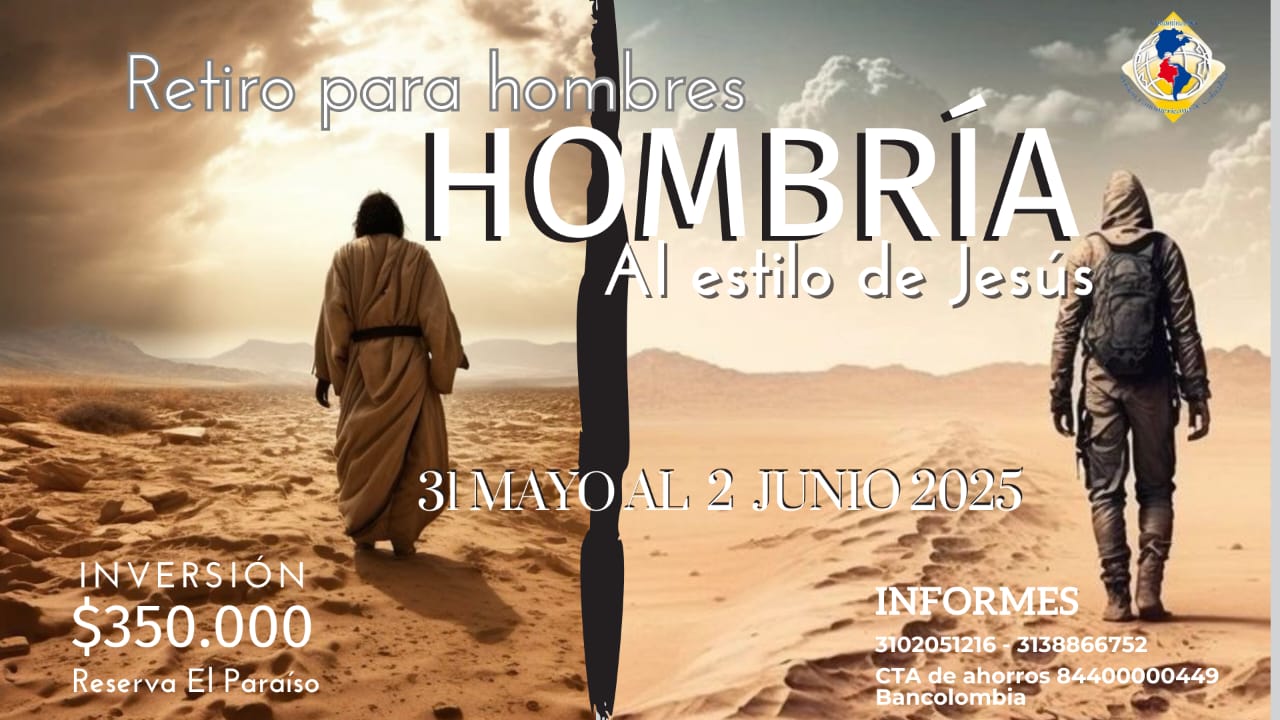 Retiro para hombres
HOMBRÍA
Al estilo de Jesús
31 MAYO AL 2 JUNIO 2025
INVERSIÓN
$350.000
Reserva El Paraíso
INFORMES
3102051216 - 3138866752
CTA de ahorros 84400000449
Bancolombia